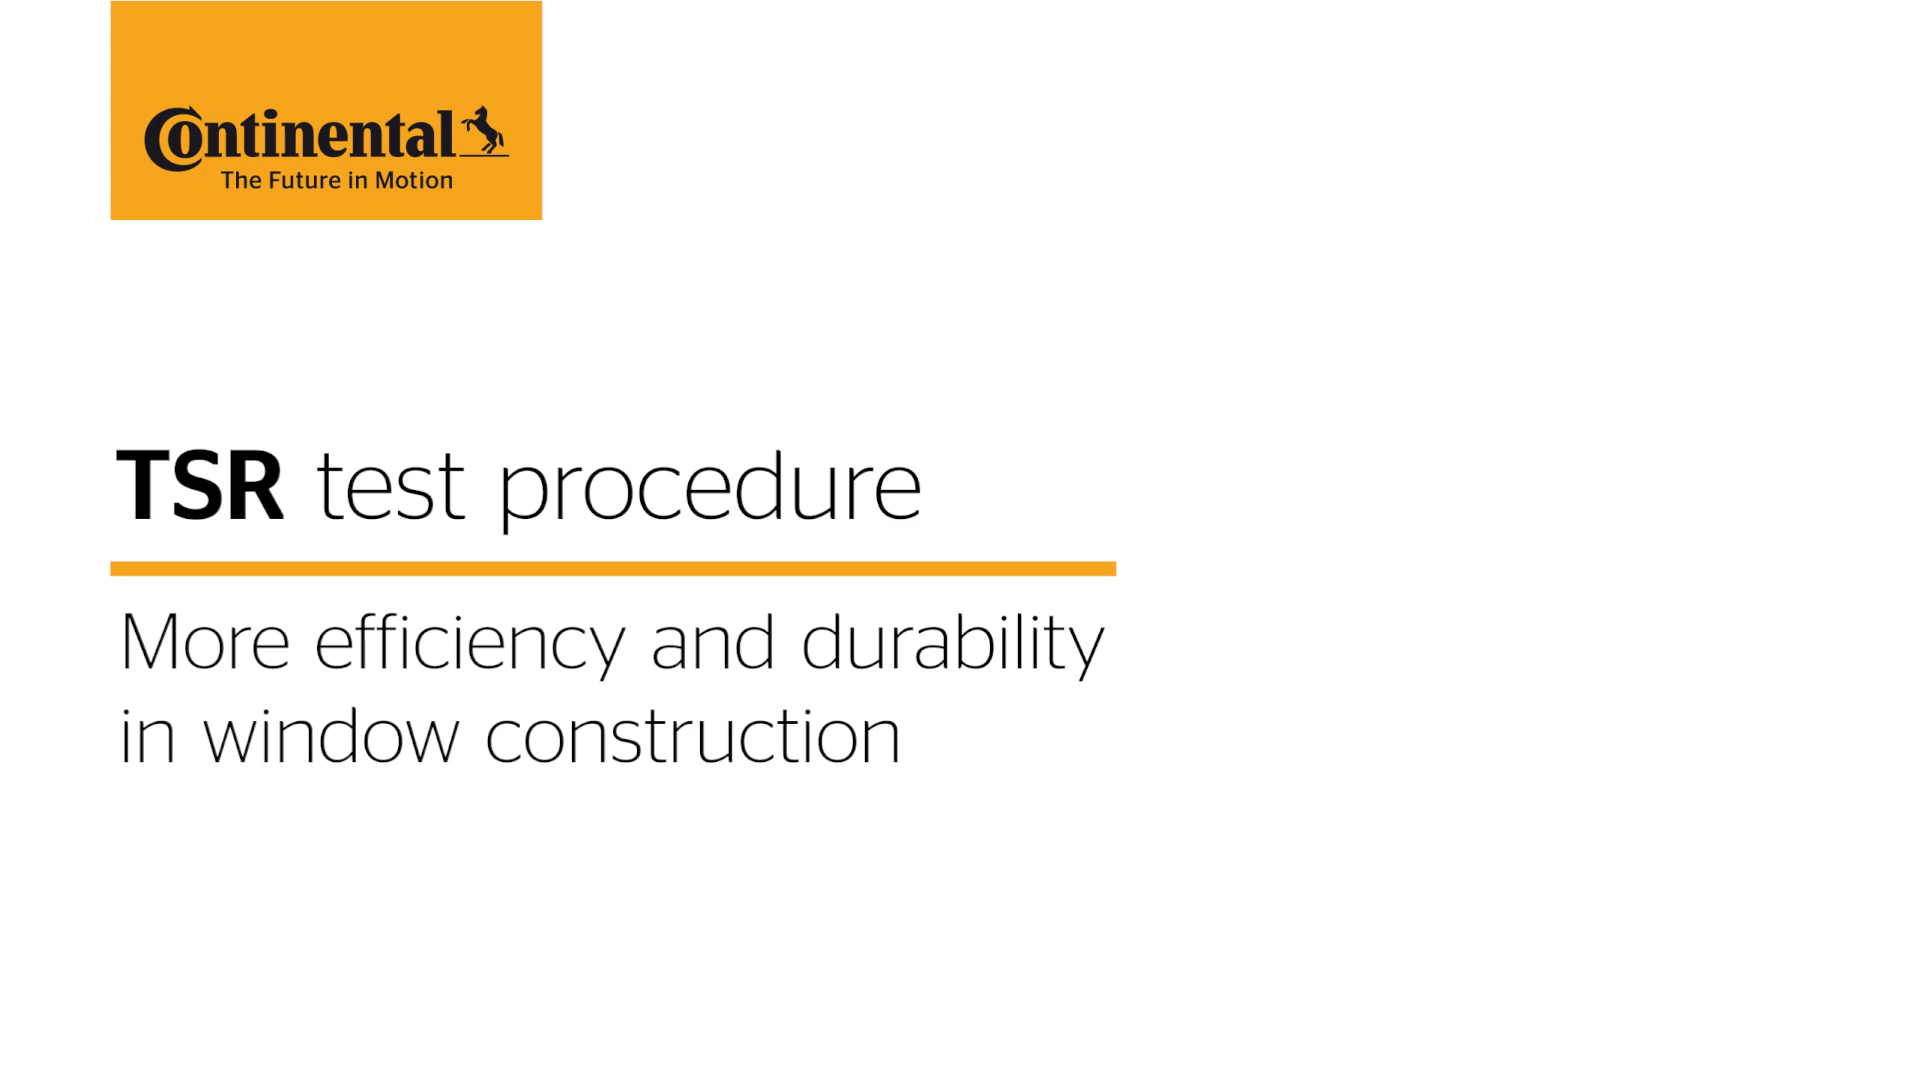 Continental
The Future in Motion
TSR test procedure
More efficiency and durability
in window construction